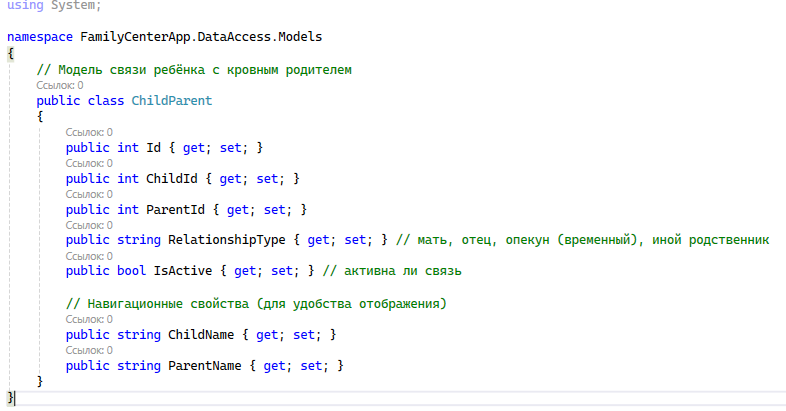 using System;
namespace FamilyCenterApp.DataAccess.Models
{
// Модель связи ребёнка с кровным родителем
Ссылок: 0
public class ChildParent
{
Ссылок: 0
public int Id { get; set; }
Ссылок: 0
public int ChildId { get; set; }
Ссылок: 0
public int ParentId { get; set; }
Ссылок: 0
public string RelationshipType { get; set; } // мать, отец, опекун (временный), иной родственник
Ссылок: 0
public bool IsActive { get; set; } // активна ли связь
// Навигационные свойства (для удобства отображения)
Ссылок: 0
public string ChildName { get; set; }
Ссылок: 0
public string ParentName { get; set; }
}
}